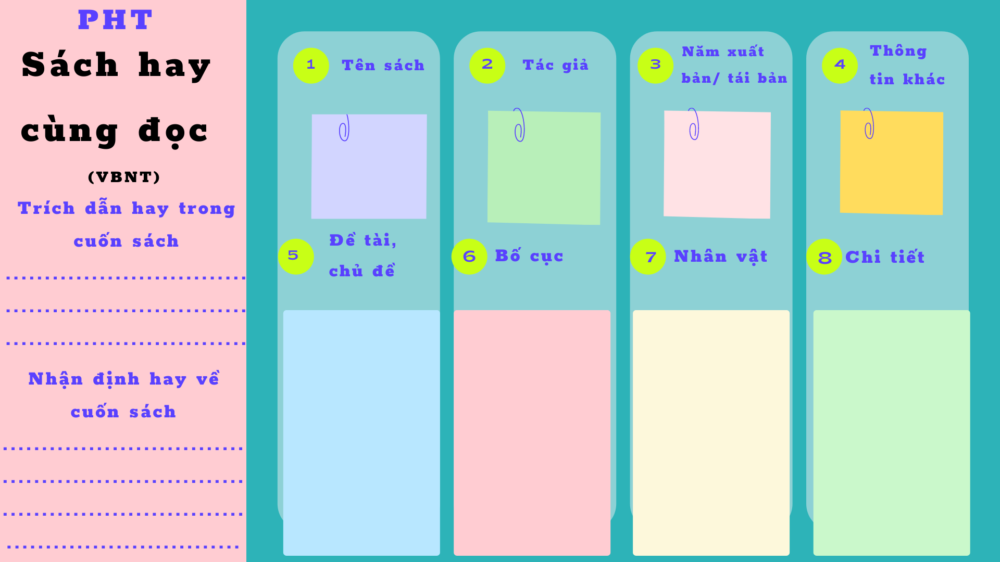 PHT
Sách hay
cùng đọc
(VBNT)
Trích dẫn hay trong
cuốn sách
...............................
...............................
...............................
Nhận định hay về
cuốn sách
...............................
...............................
...............................
..............................
1
Tên sách
2
Tác giả
3
Năm xuất
bản/ tái bản
4
Thông
tin khác
5
Đề tài,
chủ đề
6
Bố cục
7
Nhân vật
8
Chi tiết